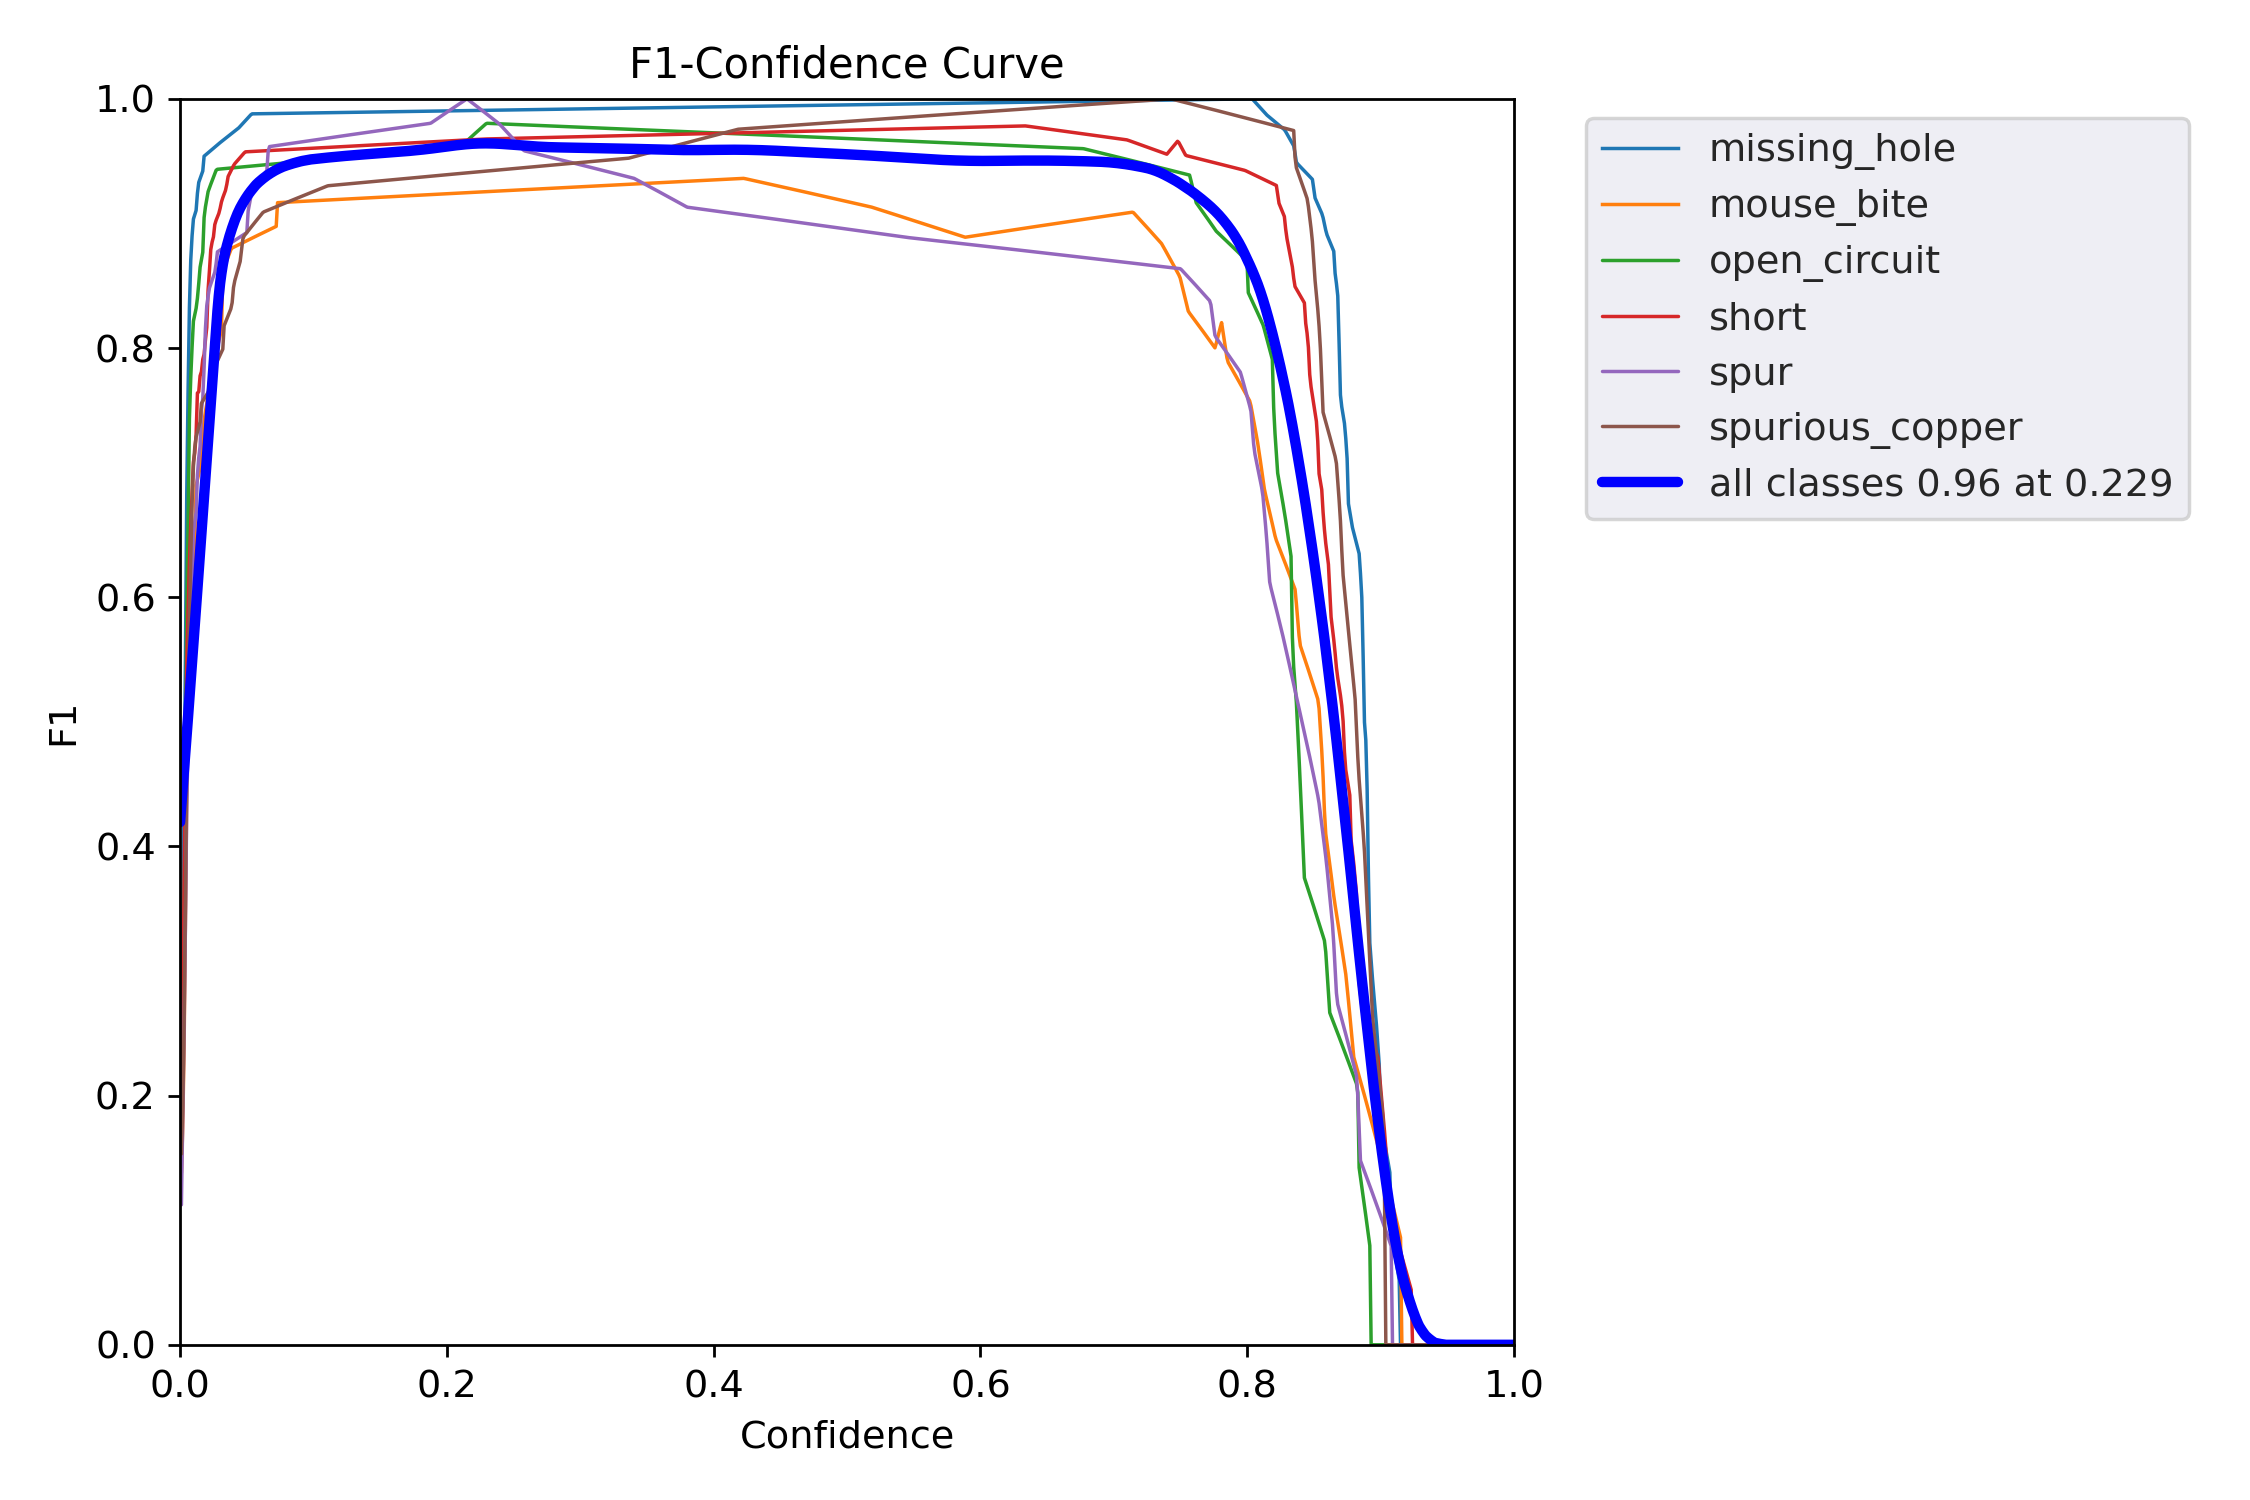 F1-Confidence Curve
1.0
0.8
0.6
0.4
0.2
0.0
F1
0.0 0.2 0.4 0.6 0.8 1.0
Confidence
missing_hole
mouse_bite
open_circuit
short
spur
spurious_copper
all classes 0.96 at 0.229